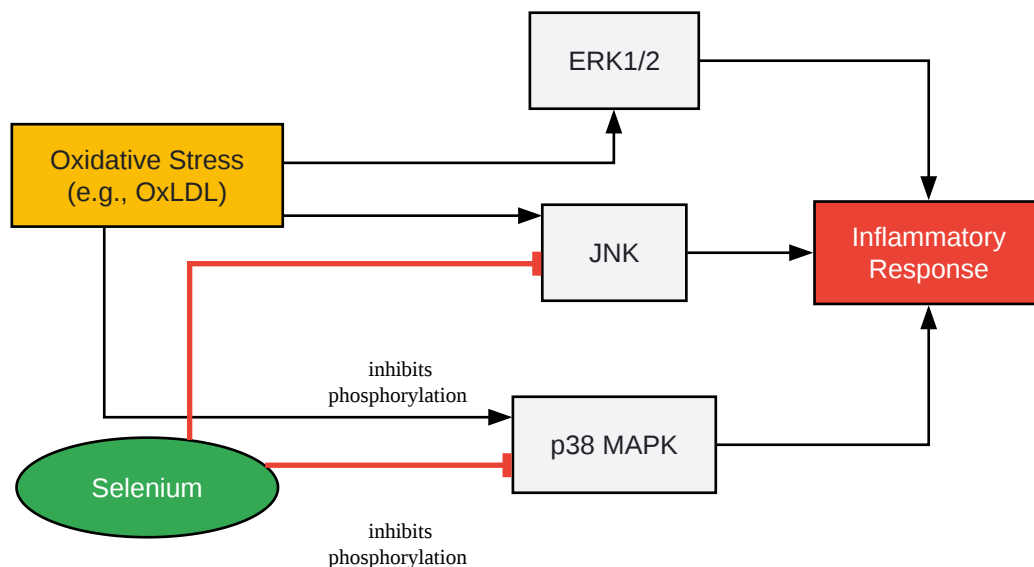 ERK1/2
Oxidative Stress
(e.g., OxLDL)
JNK
Inflammatory
Response
inhibits
phosphorylation
p38 MAPK
Selenium
inhibits
phosphorylation